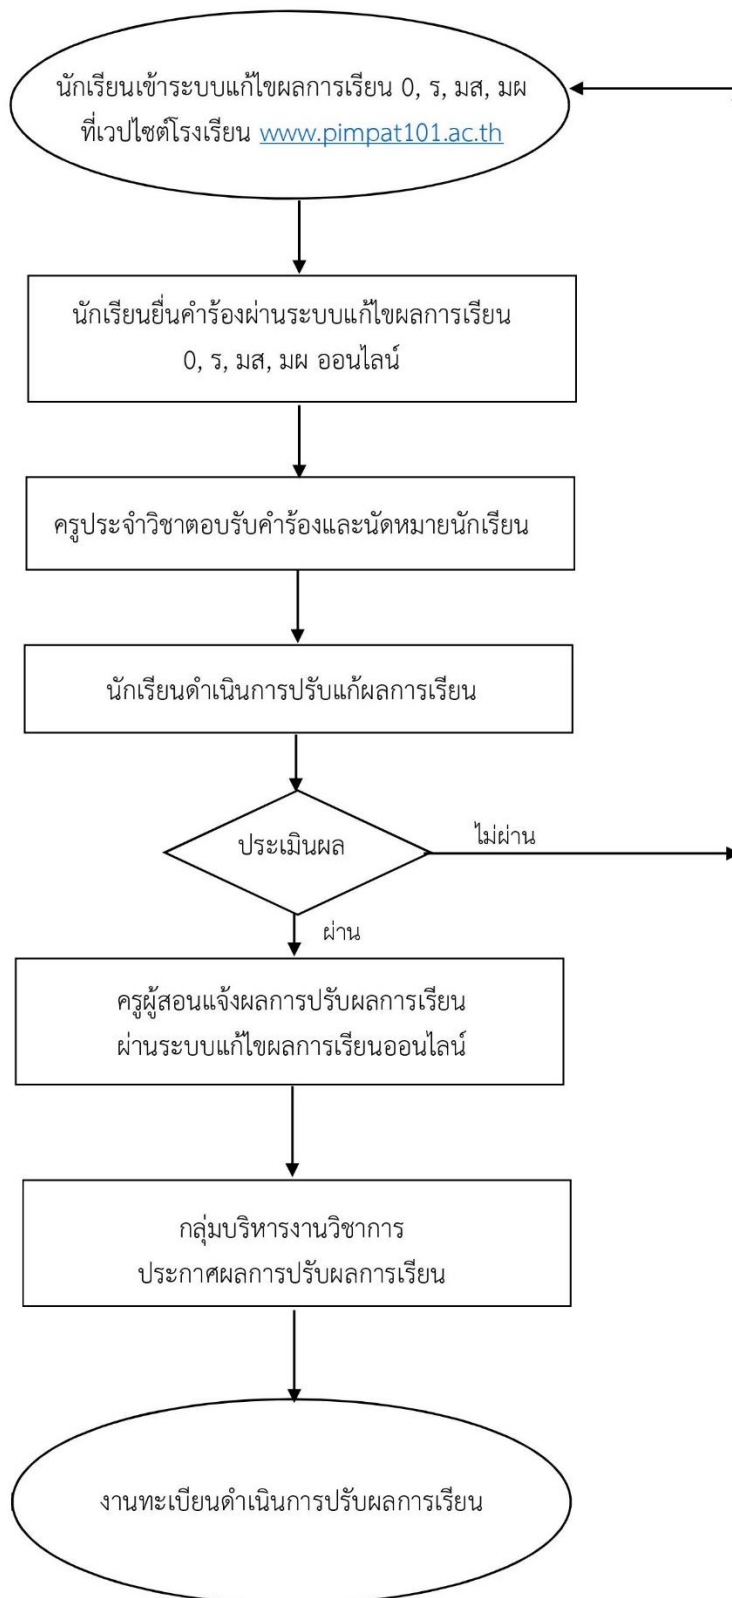 นักเรียนเข้าระบบแก้ไขผลการเรียน 0, ร, มส, มผ
ที่เวปไซต์โรงเรียน www.pimpat101.ac.th
นักเรียนยื่นคำร้องผ่านระบบแก้ไขผลการเรียน
0, ร, มส, มผ ออนไลน์
ครูประจำวิชาตอบรับคำร้องและนัดหมายนักเรียน
นักเรียนดำเนินการปรับแก้ผลการเรียน
ประเมินผล
ไม่ผ่าน
ผ่าน
ครูผู้สอนแจ้งผลการปรับผลการเรียน
ผ่านระบบแก้ไขผลการเรียนออนไลน์
กลุ่มบริหารงานวิชาการ
ประกาศผลการปรับผลการเรียน
งานทะเบียนดำเนินการปรับผลการเรียน